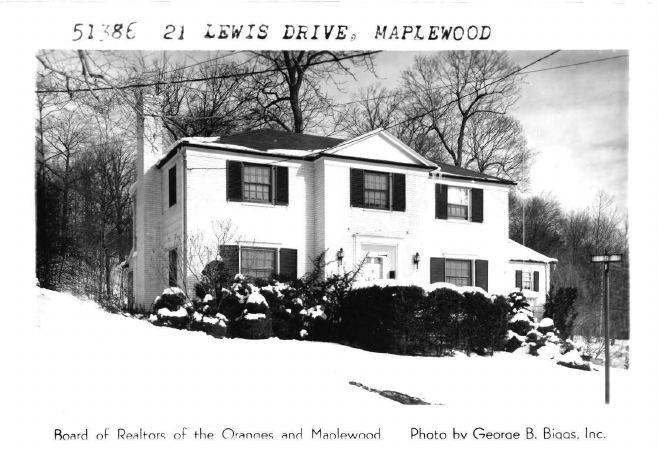 51386 21 LEWIS DRIVE, MAPLEWOOD
Board of Realtors of the Oranges and Maplewood Photo by George B. Biggs, Inc.